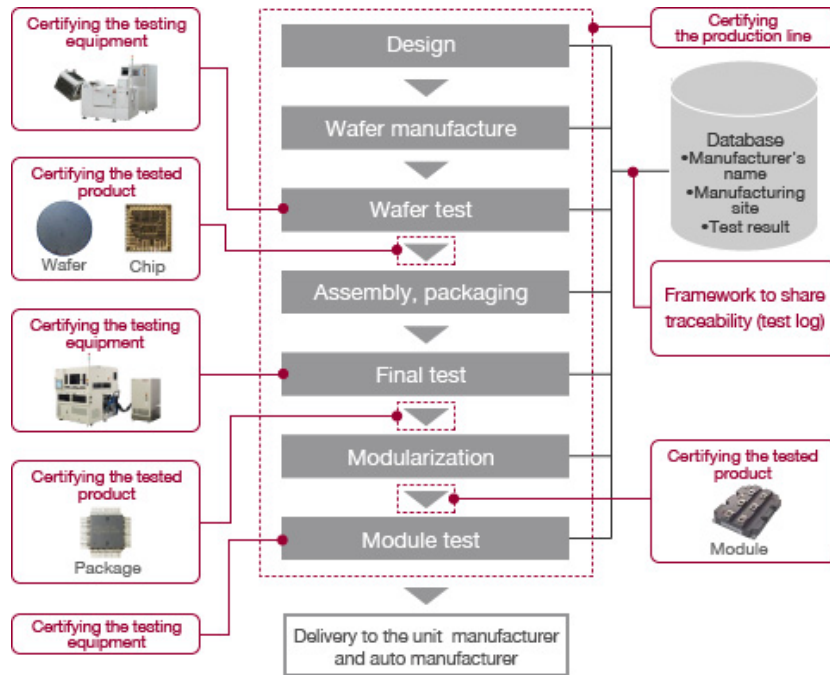 Certifying the testing
equipment
Certifying the tested
product
Wafer
Chip
Certifying the testing
equipment
Certifying the tested
product
Package
Certifying the testing
equipment
Design
Wafer manufacture
Wafer test
Assembly, packaging
Final test
Modularization
Module test
Delivery to the unit manufacturer
and auto manufacturer
Certifying
the production line
Database
•Manufacturer's
name
•Manufacturing
site
•Test result
Framework to share
traceability (test log)
Certifying the tested
product
Module